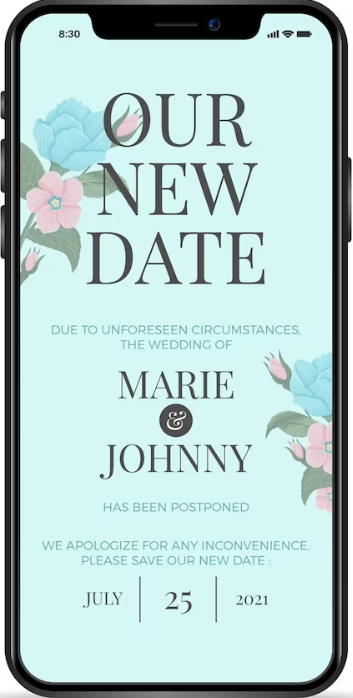 8:30
OUR
NEW
DATE
DUE TO UNFORESEEN CIRCUMSTANCES,
THE WEDDING OF
MARIE
&
JOHNNY
HAS BEEN POSTPONED
WE APOLOGIZE FOR ANY INCONVENIENCE,
PLEASE SAVE OUR NEW DATE :
JULY 25 2021